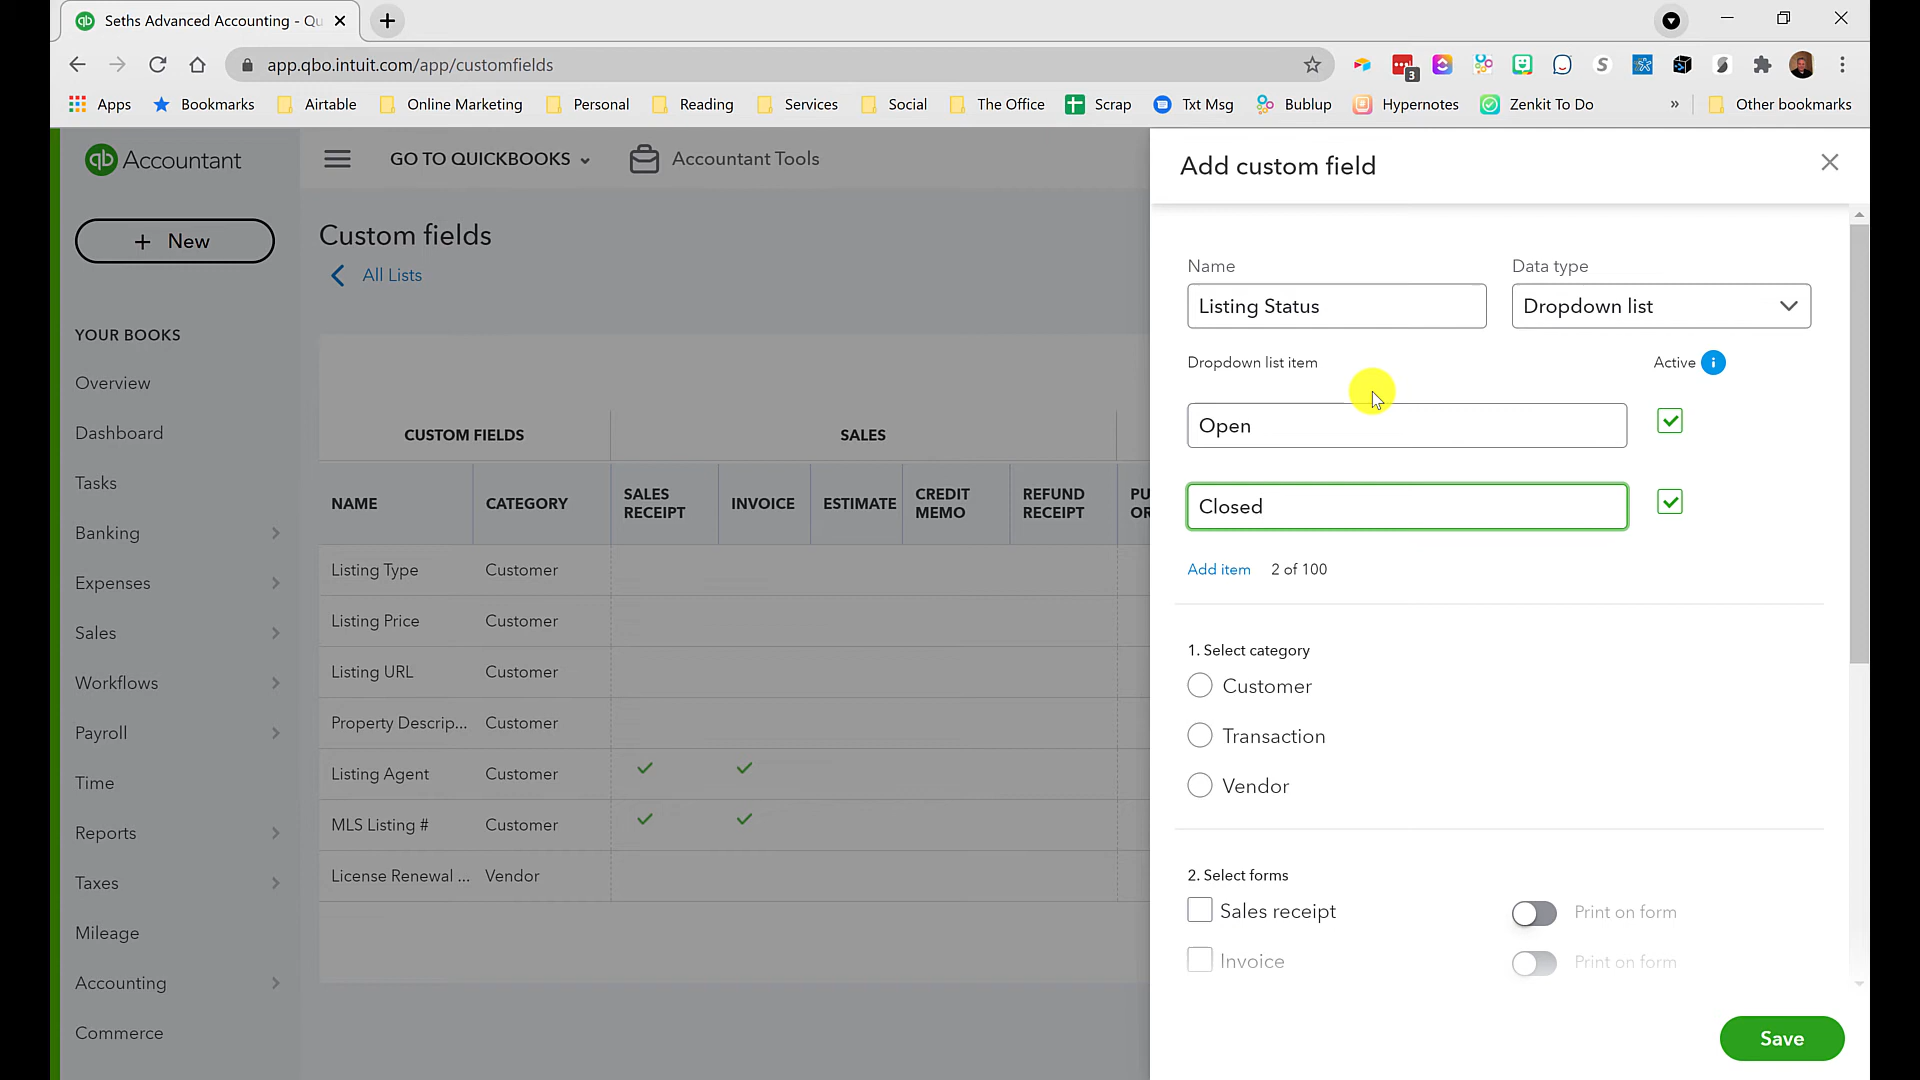 Seths Advanced Accounting - Qu
app.qbo.intuit.com/app/customfields
3
Apps Bookmarks Airtable Online Marketing Personal Reading Services Social The Office Scrap Txt Msg Bublup Hypernotes Zenkit To Do » Other bookmarks
qb Accountant
GO TO QUICKBOOKS
Accountant Tools
+ New
YOUR BOOKS
Overview
Dashboard
Tasks
Banking
Expenses
Sales
Workflows
Payroll
Time
Reports
Taxes
Mileage
Accounting
Commerce
Custom fields
All Lists
CUSTOM FIELDS SALES
NAME CATEGORY SALES RECEIPT INVOICE ESTIMATE CREDIT MEMO REFUND RECEIPT PU OR
Listing Type Customer
Listing Price Customer
Listing URL Customer
Property Descrip... Customer
Listing Agent Customer
MLS Listing # Customer
License Renewal ... Vendor
Add custom field
Name Data type
Listing Status Dropdown list
Dropdown list item Active i
Open
Closed
Add item 2 of 100
1. Select category
Customer
Transaction
Vendor
2. Select forms
Sales receipt Print on form
Invoice Print on form
Save